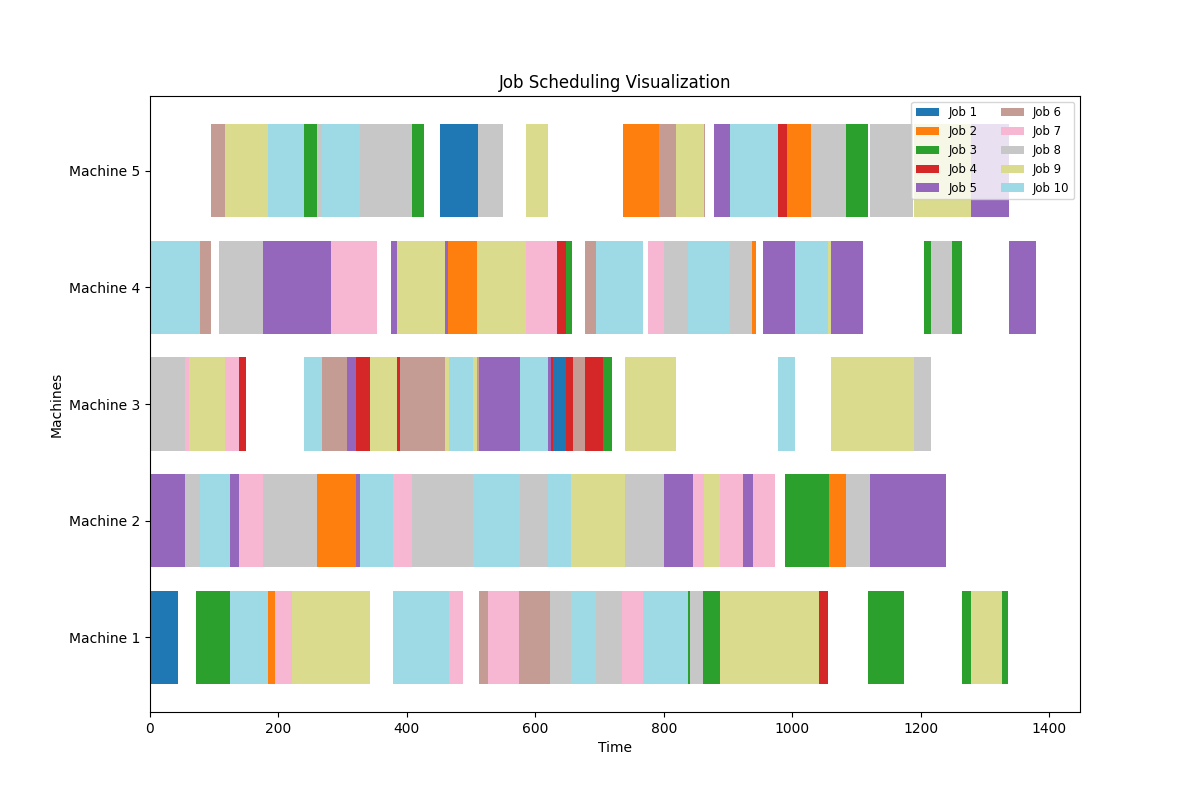 Job Scheduling Visualization
Job 1
Job 2
Job 3
Job 4
Job 5
Job 6
Job 7
Job 8
Job 9
Job 10
Machines
Machine 5
Machine 4
Machine 3
Machine 2
Machine 1
0 200 400 600 800 1000 1200 1400
Time